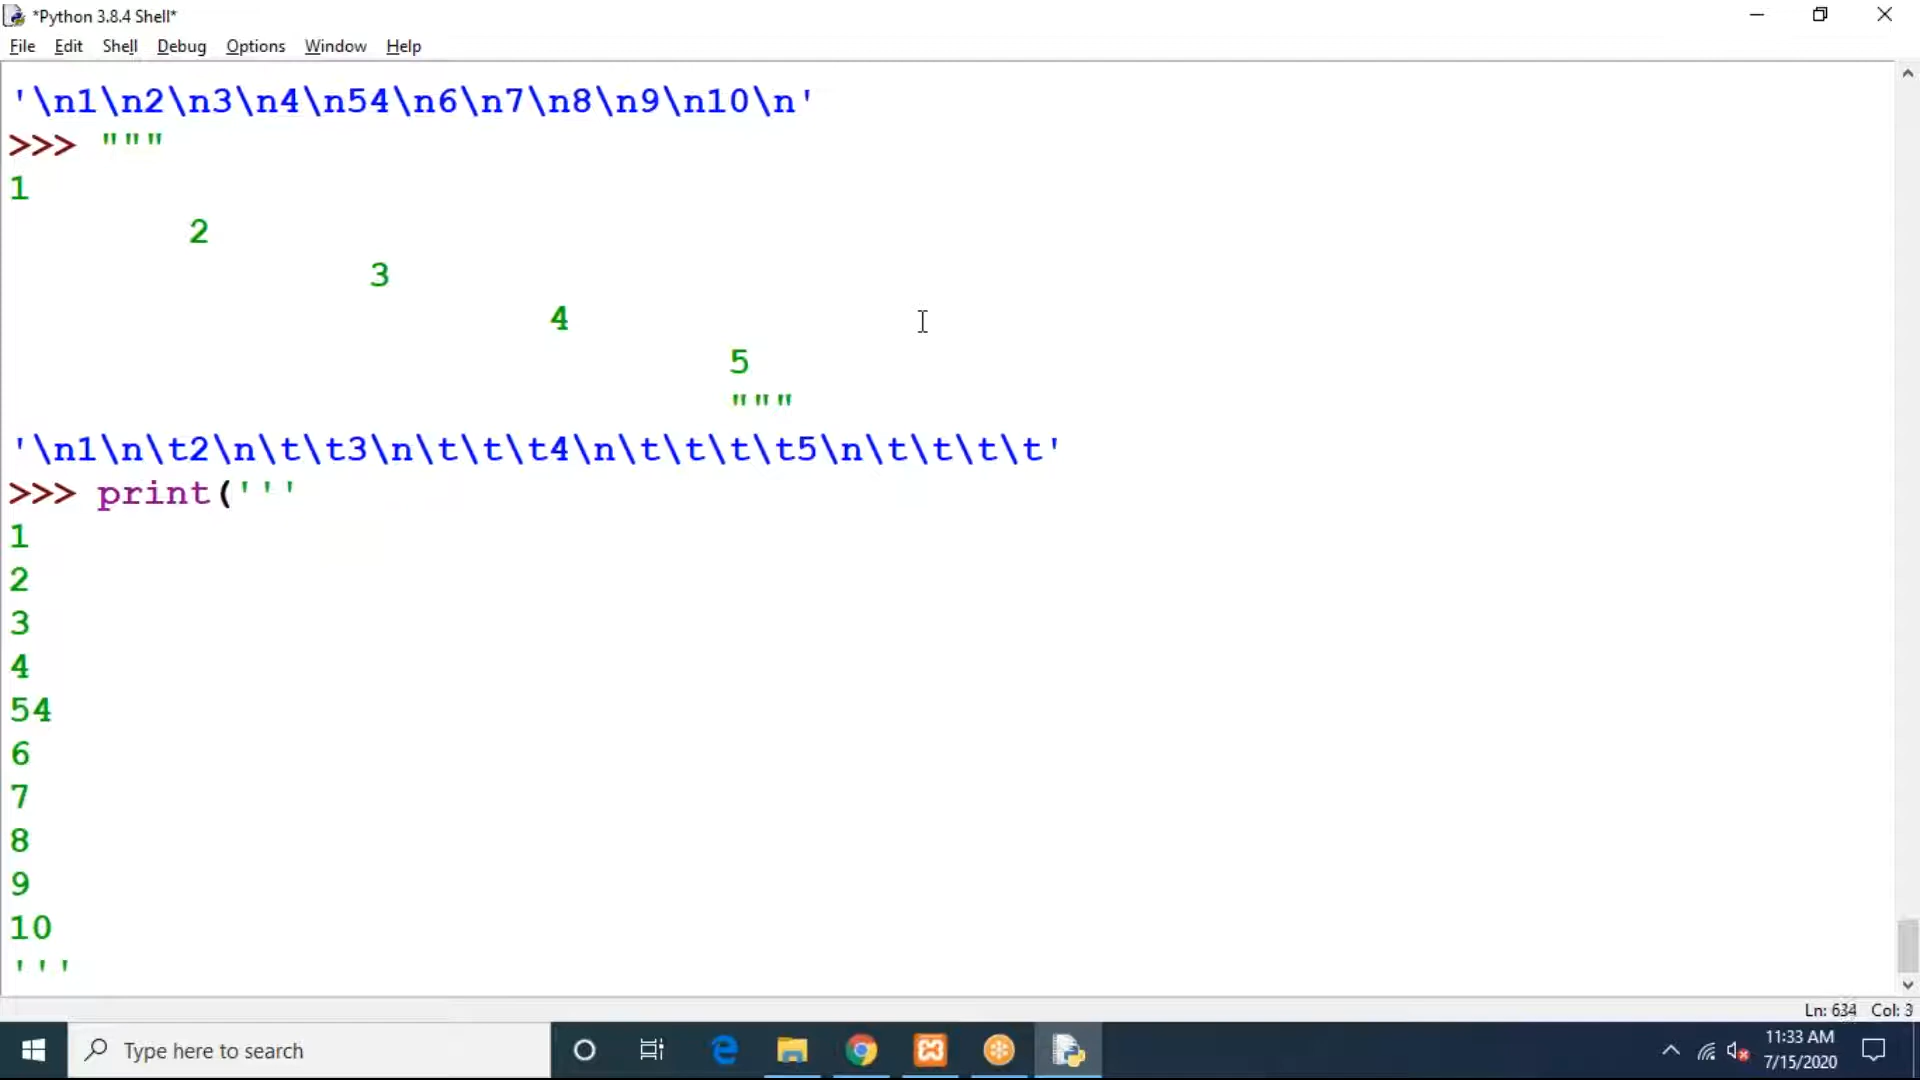 *Python 3.8.4 Shell*
File Edit Shell Debug Options Window Help
'\n1\n2\n3\n4\n54\n6\n7\n8\n9\n10\n'
>>> """
1
2
3
4
5
"""
'\n1\n\t2\n\t\t3\n\t\t\t4\n\t\t\t\t5\n\t\t\t\t'
>>> print('''
1
2
3
4
54
6
7
8
9
10
'''
Ln: 634 Col: 3
Type here to search
11:33 AM
7/15/2020